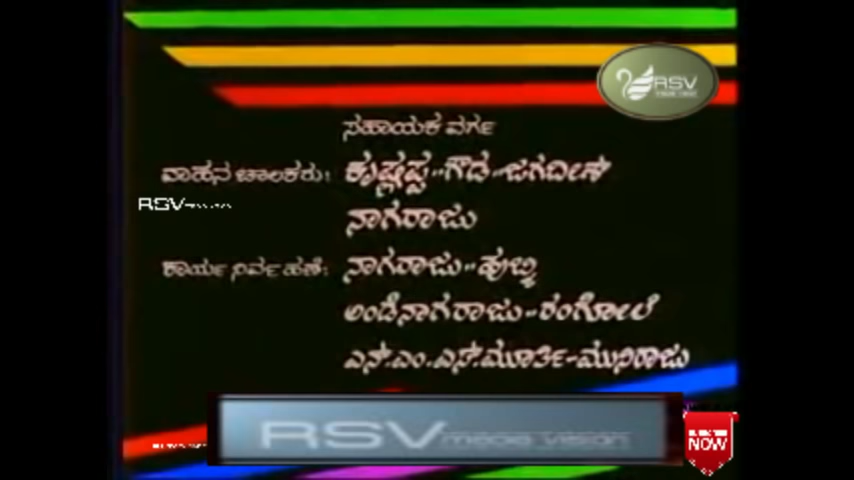 RSV
ಸಹಾಯಕ ವರ್ಗ
ವಾಹನ ಚಾಲಕರು: ಕೃಷ್ಣಪ್ಪ-ಗೌಡ-ಜಗದೀಶ್
RSV
ನಾಗರಾಜು
ಕಾರ್ಯನಿರ್ವಹಣೆ: ನಾಗರಾಜು-ಹುಬ್ಳಿ
ಅಂಡೆನಾಗರಾಜು-ರಂಗೋಲೆ
ಎನ್.ಎಂ.ಎಸ್.ಮೂರ್ತಿ-ಮುನಿರಾಜು
RSV media vision
NOW